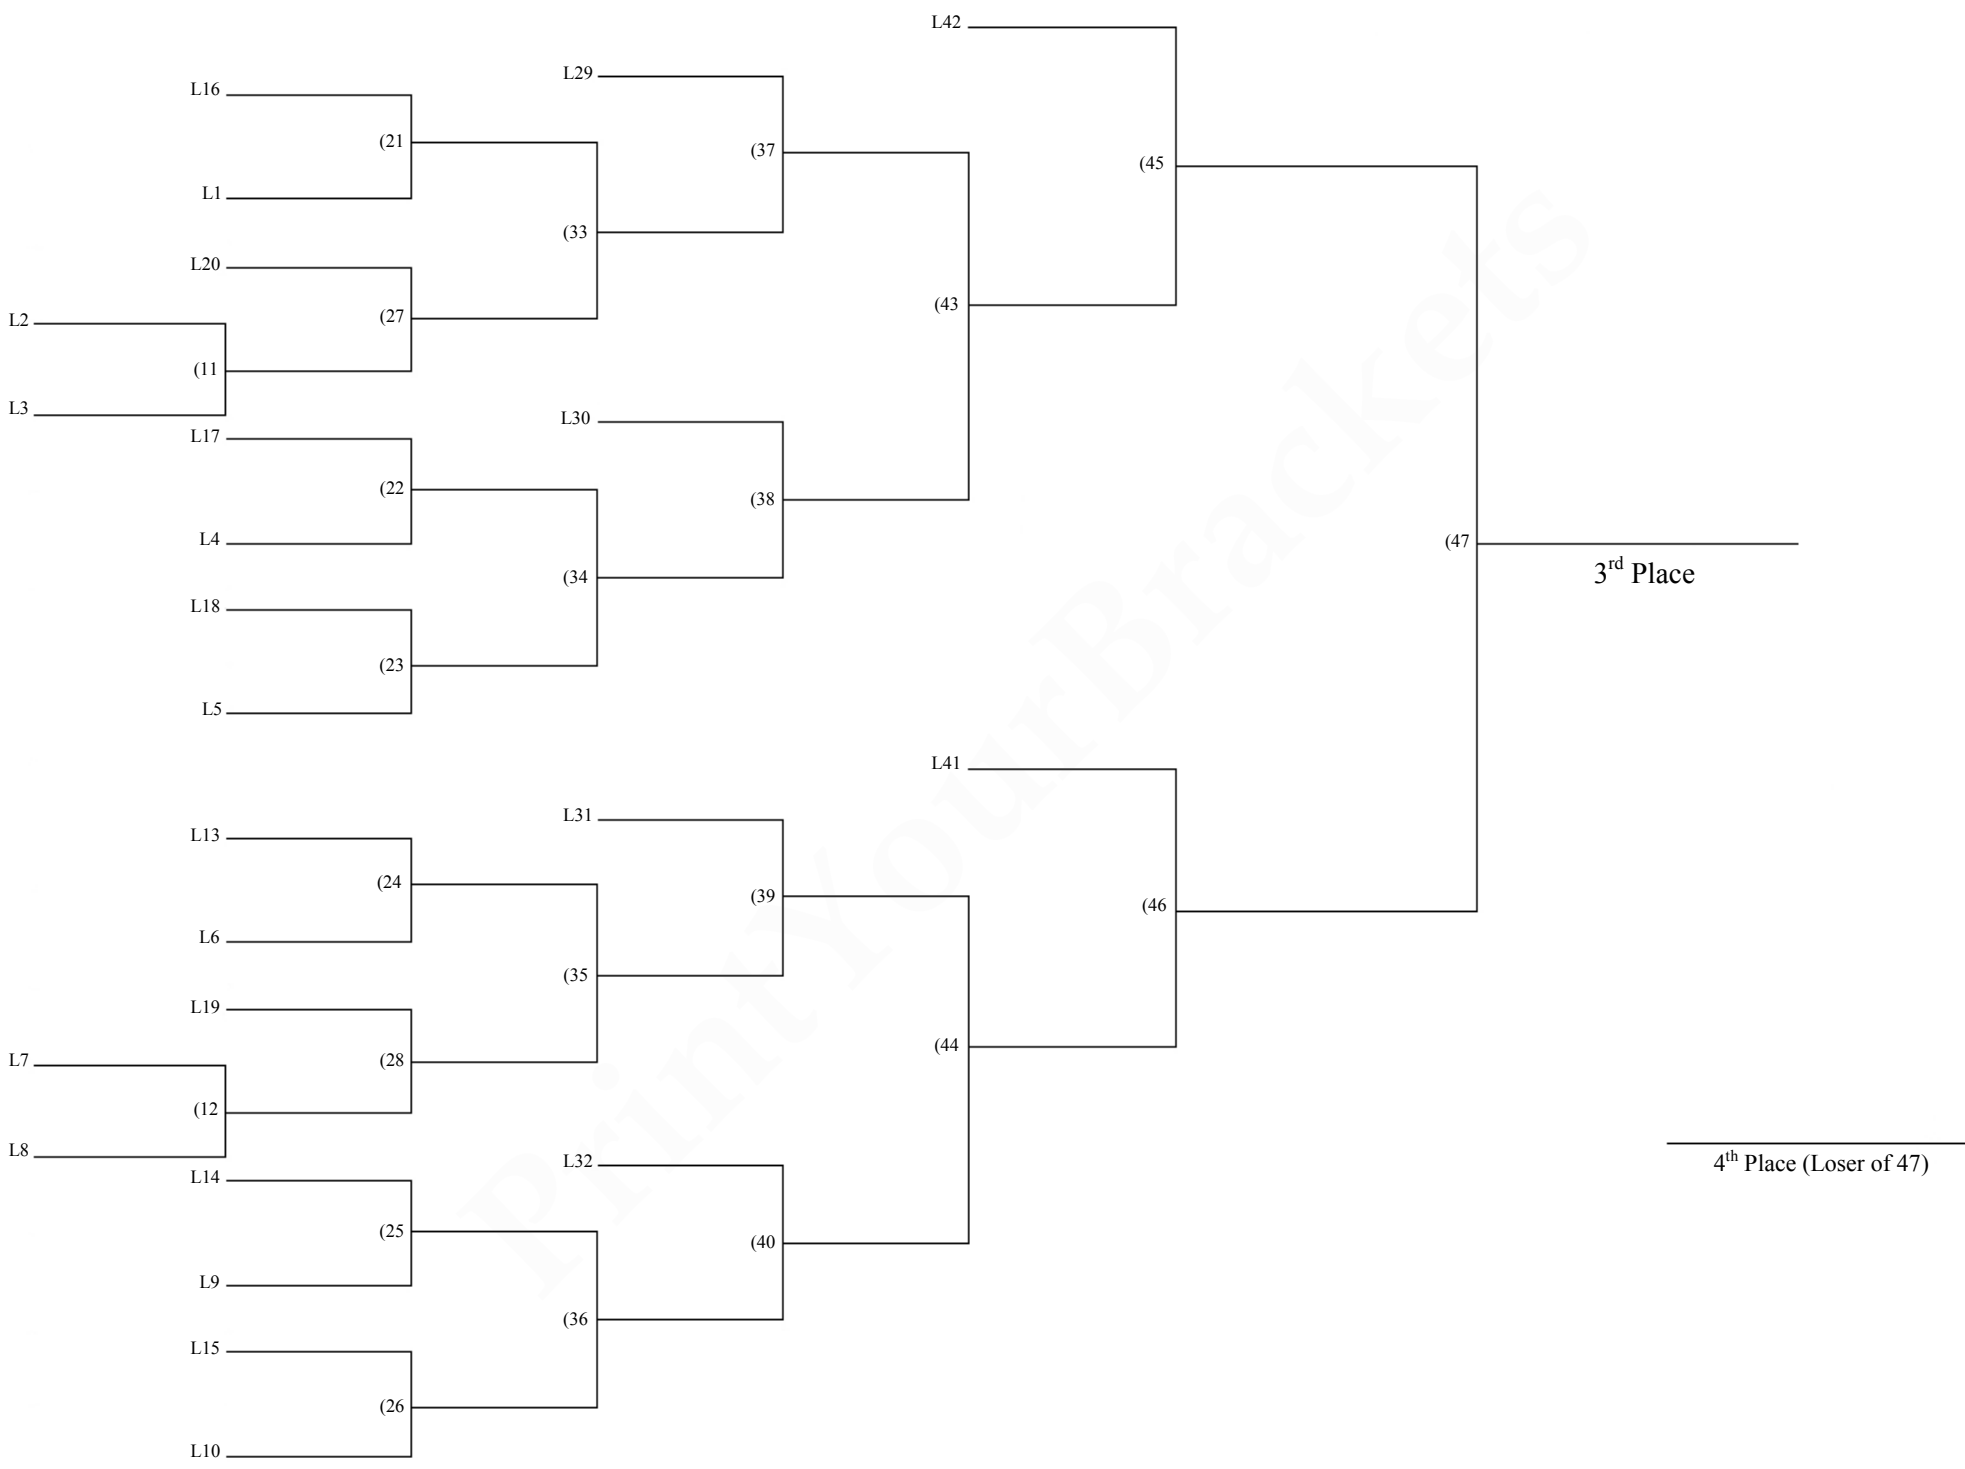 L42
L29
L16
(21
(37
(45
L1
(33
L20
(27
(43
L2
(11
L3
L30
L17
(22
(38
L4
(47
3rd Place
(34
L18
(23
L5
L41
L31
L13
(24
(39
(46
L6
(35
L19
(44
L7
(28
(12
L8
4th Place (Loser of 47)
L32
L14
(25
(40
L9
(36
L15
(26
L10
PrintYourBrackets